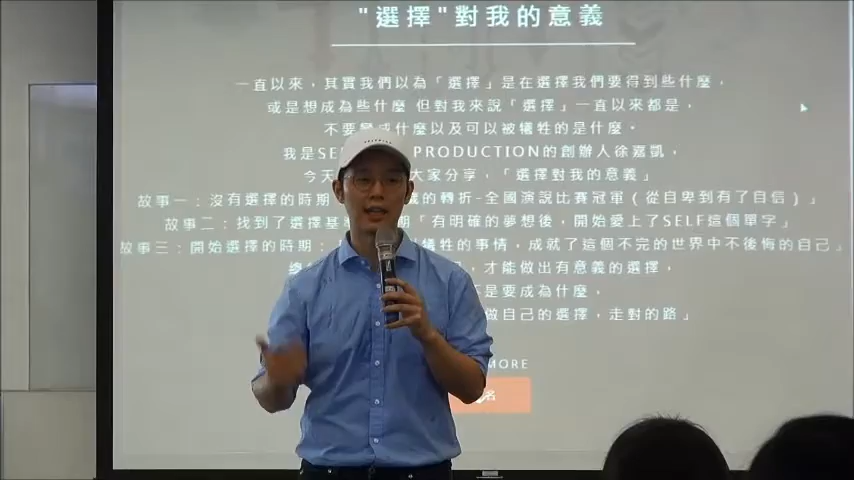 "選擇"對我的意義
一直以來，其實我們以為「選擇」是在選擇我們要得到些什麼，
或是想成為些什麼 但對我來說「選擇」一直以來都是，
不要 什麼以及可以被犧牲的是什麼。
我是SE PRODUCTION的創辦人徐嘉凱，
今天 大家分享，「選擇對我的意義」
故事一：沒有選擇的時期 的轉折-全國演說比賽冠軍（從自卑到有了自信）」
故事二：找到了選擇基 期「有明確的夢想後，開始愛上了SELF這個單字」
故事三：開始選擇的時期： 犧牲的事情，成就了這個不完的世界中不後悔的自己」
，才能做出有意義的選擇，
是要成為什麼，
做自己的選擇，走對的路」
MORE
名